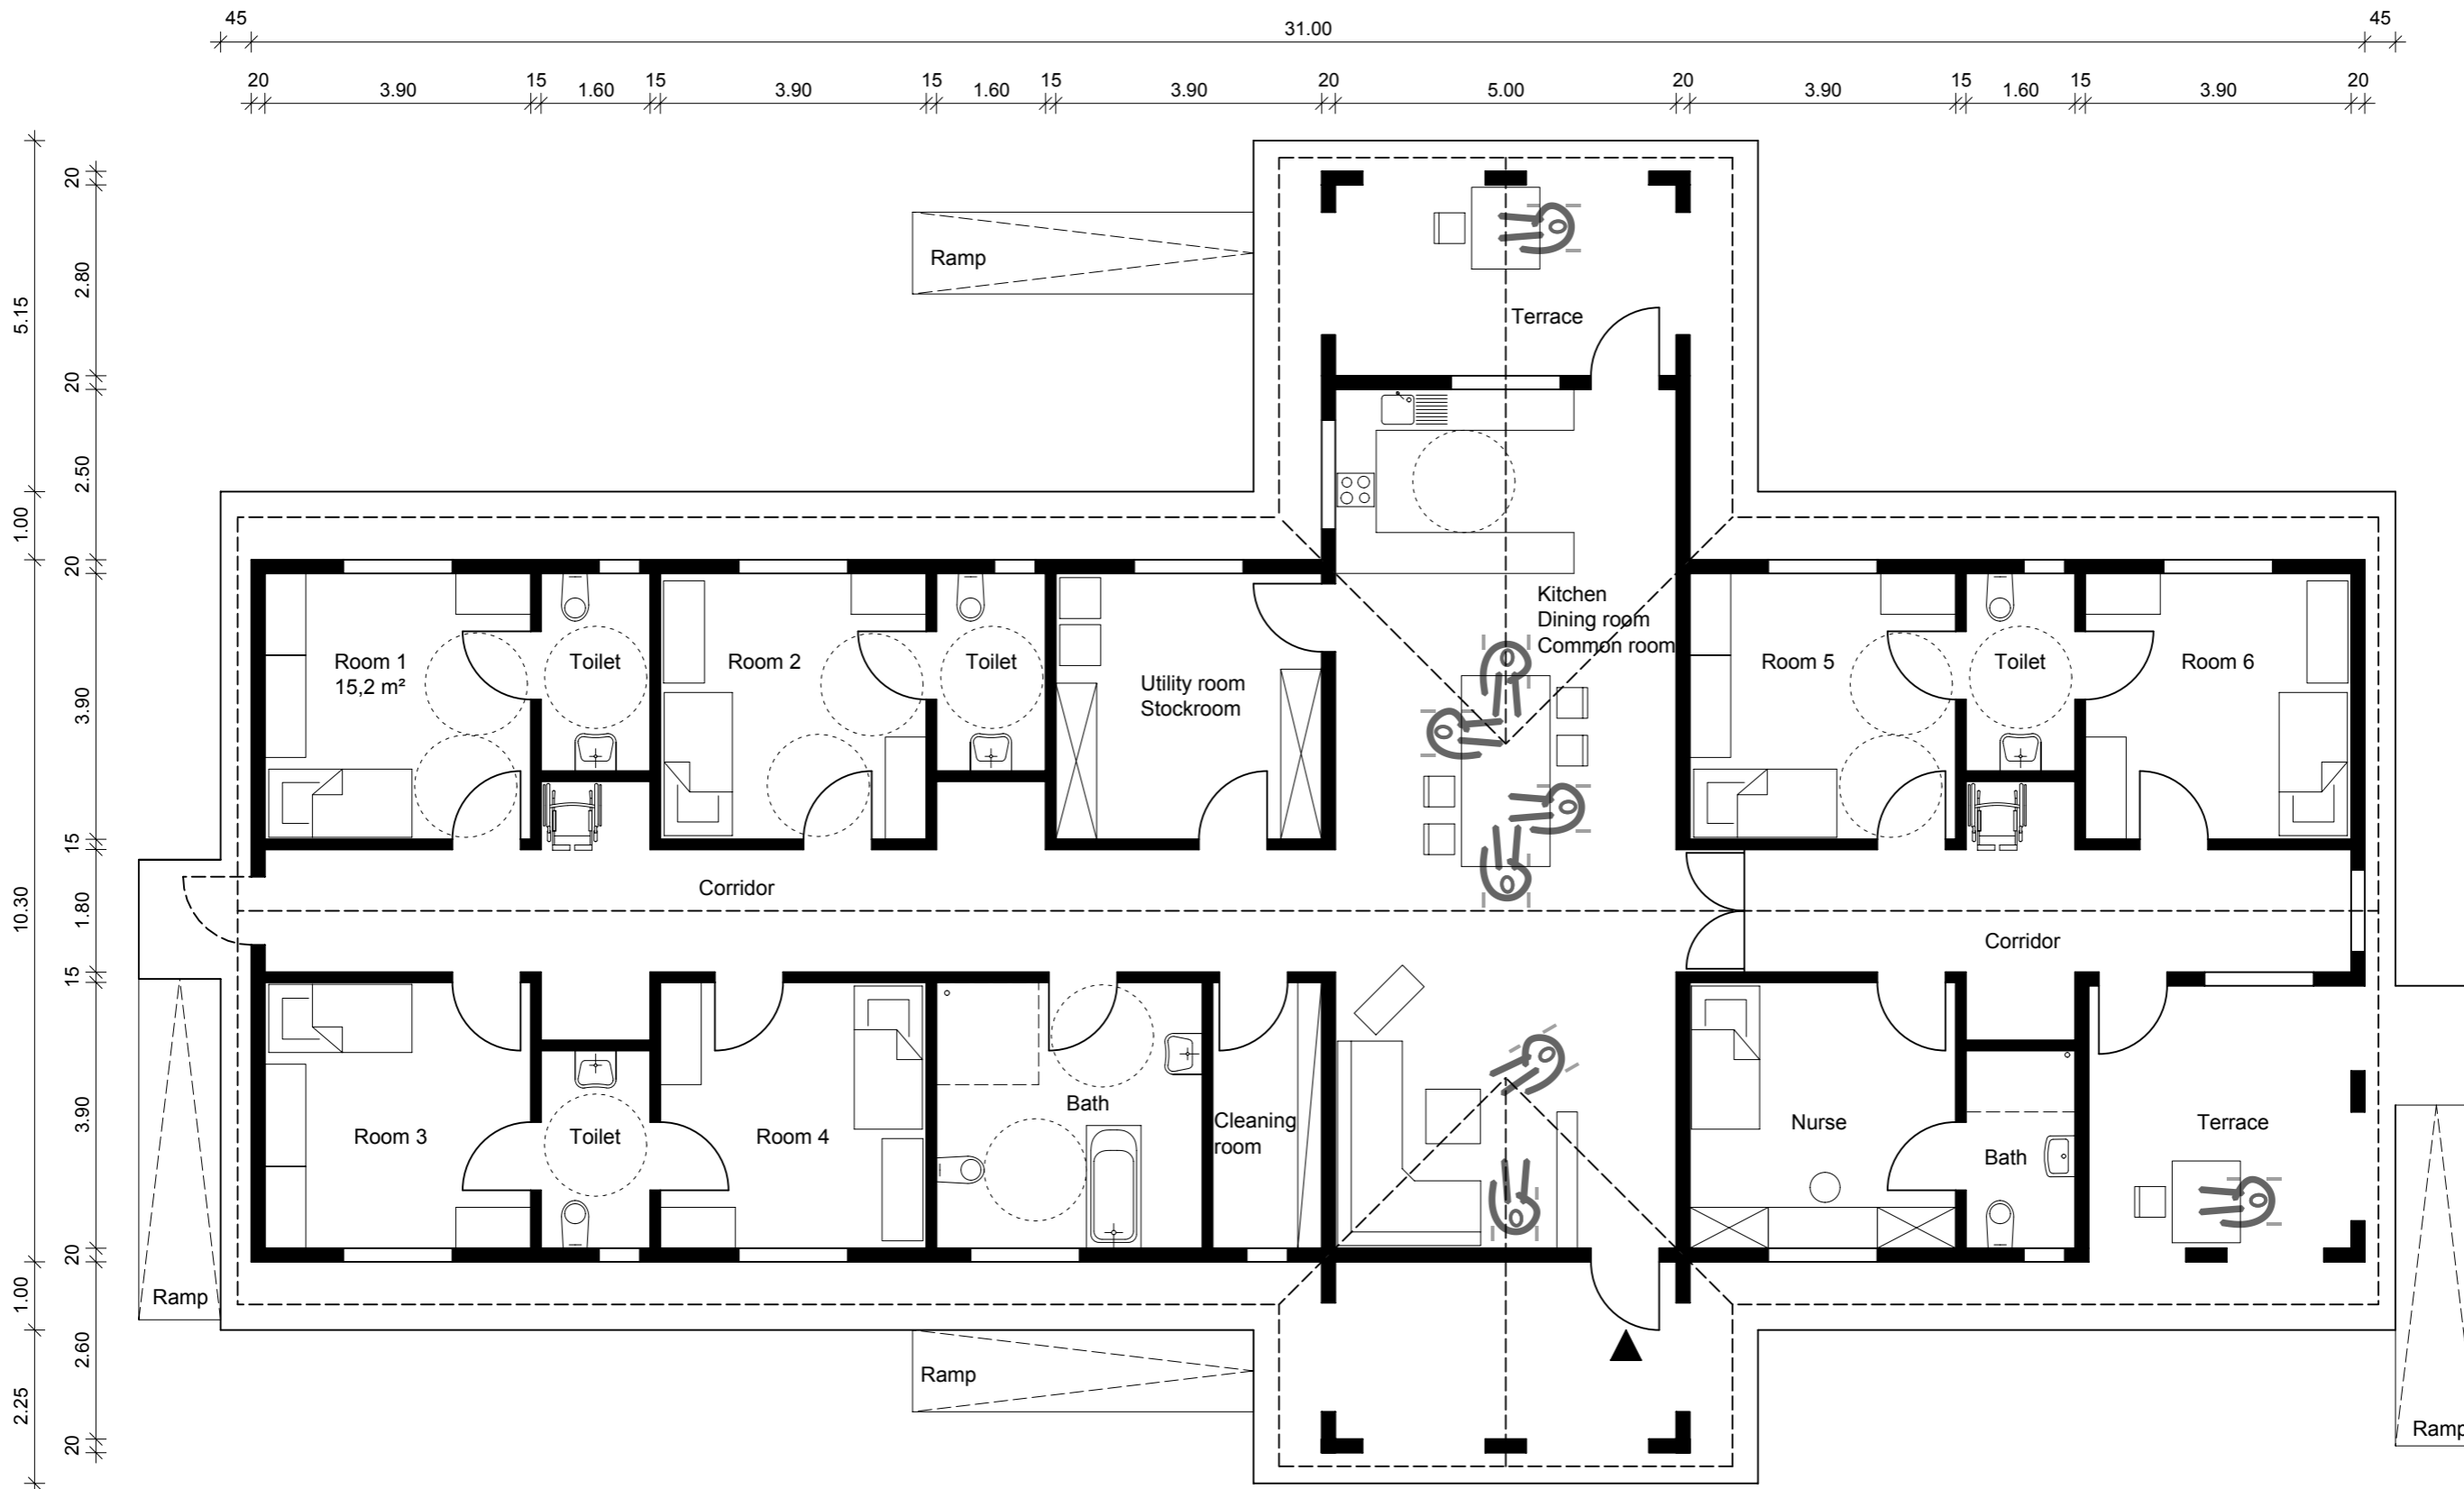 45
31.00
45
20
3.90
15
1.60
15
3.90
15
1.60
15
3.90
20
5.00
20
3.90
15
1.60
15
3.90
20
5.15
1.00
10.30
1.00
2.25
20
2.80
20
2.50
20
3.90
15
1.80
15
3.90
20
2.60
20
Ramp
Terrace
Kitchen
Dining room
Common room
Room 1
15,2 m²
Toilet
Room 2
Toilet
Utility room
Stockroom
Room 5
Toilet
Room 6
Corridor
Corridor
Room 3
Toilet
Room 4
Bath
Cleaning
room
Nurse
Bath
Terrace
Ramp
Ramp
Ramp